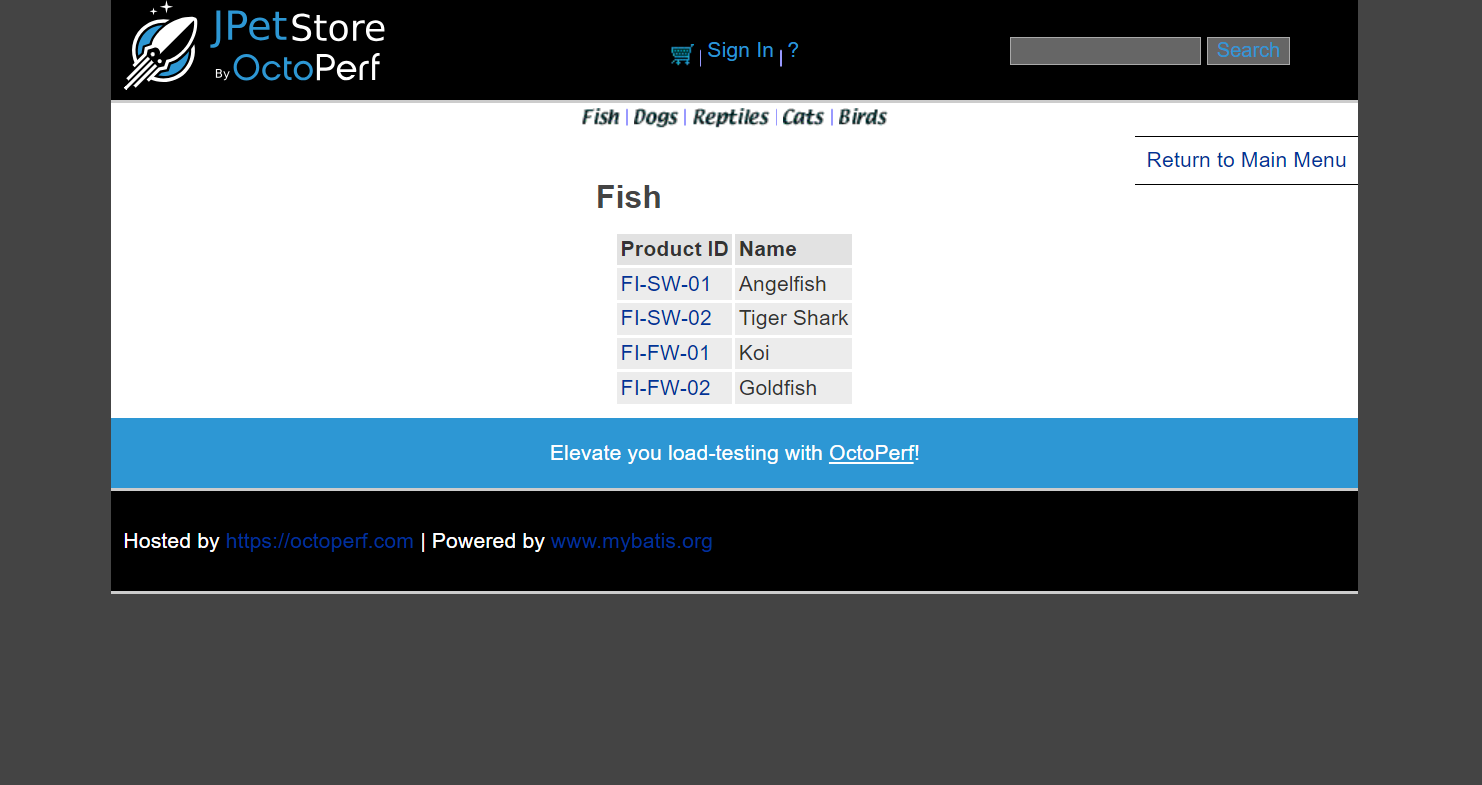 JPetStore
By OctoPerf
Sign In ?
Search
Fish Dogs Reptiles Cats Birds
Return to Main Menu
Fish
Product ID Name
FI-SW-01 Angelfish
FI-SW-02 Tiger Shark
FI-FW-01 Koi
FI-FW-02 Goldfish
Elevate you load-testing with OctoPerf!
Hosted by https://octoperf.com | Powered by www.mybatis.org